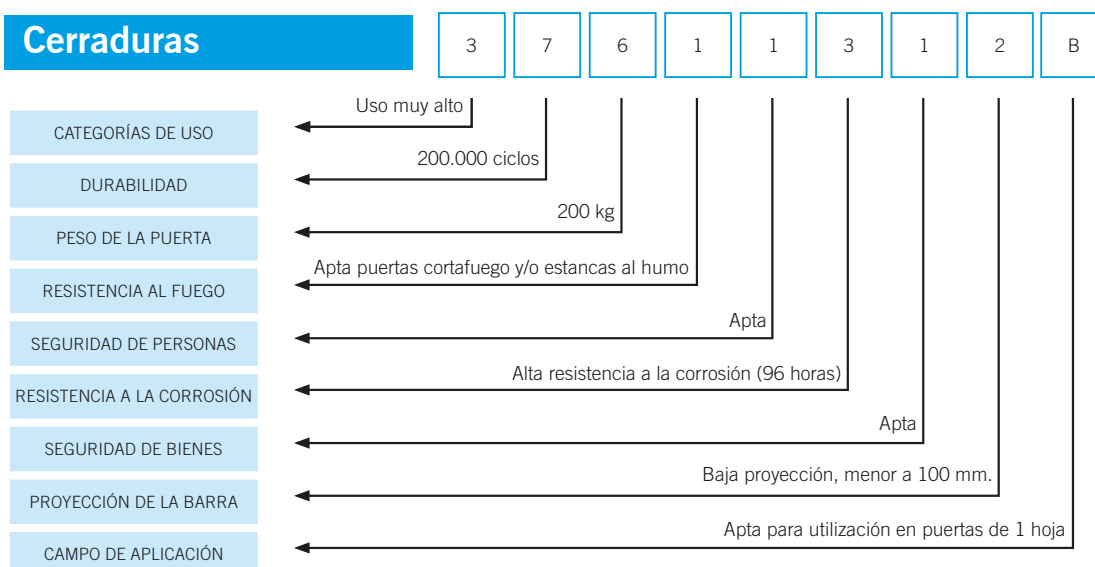 Cerraduras 3 7 6 1 1 3 1 2 B
Uso muy alto
CATEGORÍAS DE USO
200.000 ciclos
DURABILIDAD
200 kg
PESO DE LA PUERTA
Apta puertas cortafuego y/o estancas al humo
RESISTENCIA AL FUEGO
Apta
SEGURIDAD DE PERSONAS
Alta resistencia a la corrosión (96 horas)
RESISTENCIA A LA CORROSIÓN
Apta
SEGURIDAD DE BIENES
Baja proyección, menor a 100 mm.
PROYECCIÓN DE LA BARRA
Apta para utilización en puertas de 1 hoja
CAMPO DE APLICACIÓN